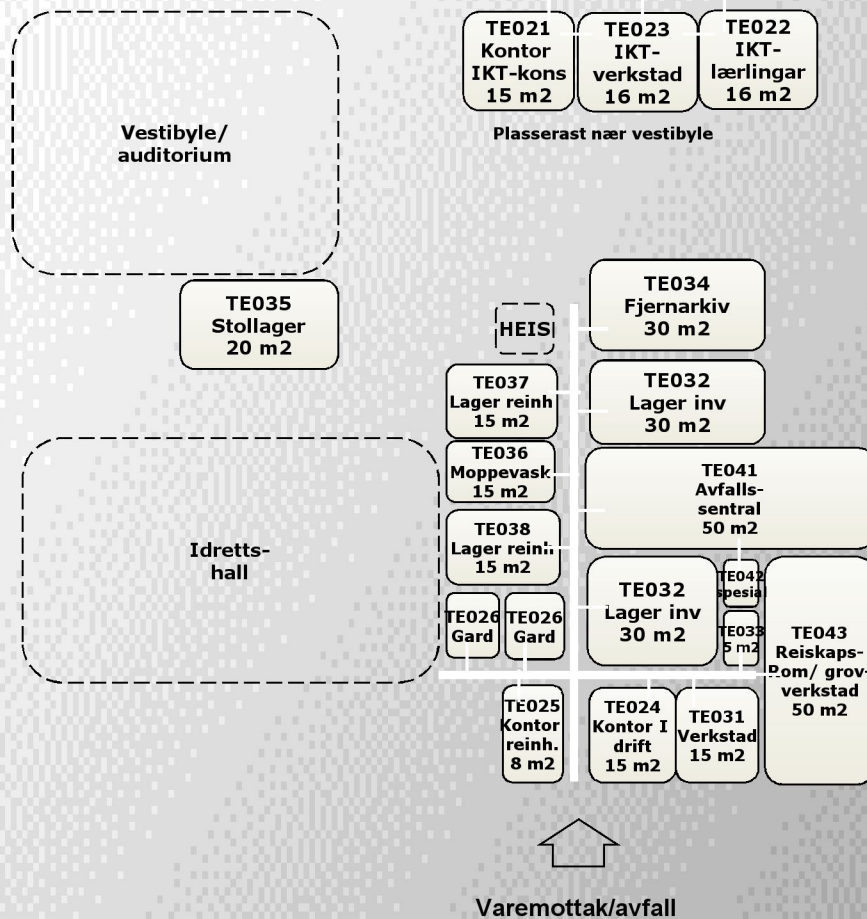 TE021
Kontor
IKT-kons
15 m2
TE023
IKT-
verkstad
16 m2
TE022
IKT-
lærlingar
16 m2
Plasserast nær vestibyle
Vestibyle/
auditorium
TE035
Stollager
20 m2
HEIS
TE034
Fjernarkiv
30 m2
TE037
Lager reinh
15 m2
TE032
Lager inv
30 m2
TE036
Moppevask
15 m2
TE041
Avfalls-
sentral
50 m2
Idretts-
hall
TE038
Lager reinh
15 m2
TE032
Lager inv
30 m2
TE042
spesial
TE033
5 m2
TE043
Reiskaps-
Rom/ grov-
verkstad
50 m2
TE026
Gard
TE026
Gard
TE025
Kontor
reinh.
8 m2
TE024
Kontor I
drift
15 m2
TE031
Verkstad
15 m2
Varemottak/avfall